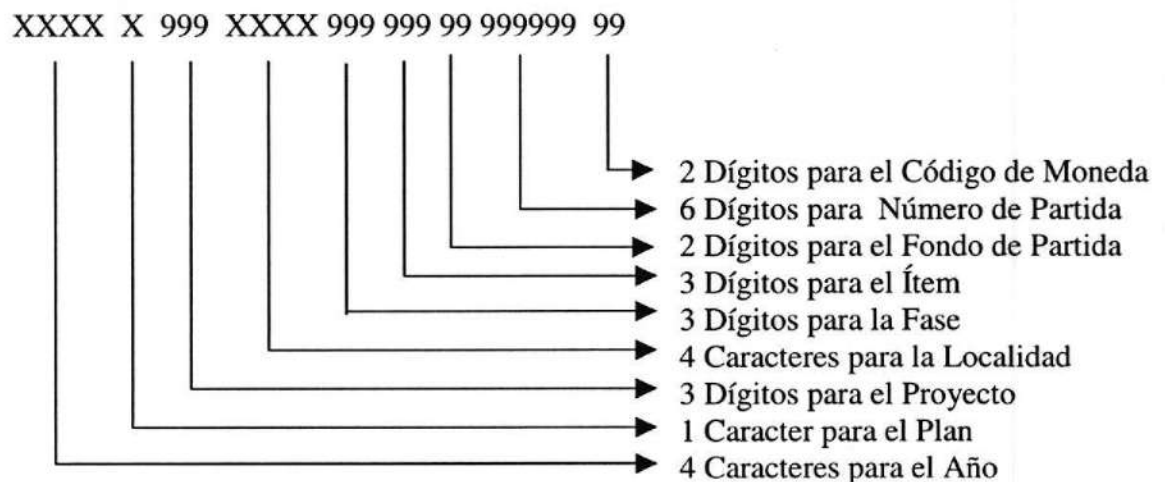 XXXX X 999 XXXX 999 999 99 999999 99
2 Dígitos para el Código de Moneda
6 Dígitos para Número de Partida
2 Dígitos para el Fondo de Partida
3 Dígitos para el Ítem
3 Dígitos para la Fase
4 Caracteres para la Localidad
3 Dígitos para el Proyecto
1 Caracter para el Plan
4 Caracteres para el Año